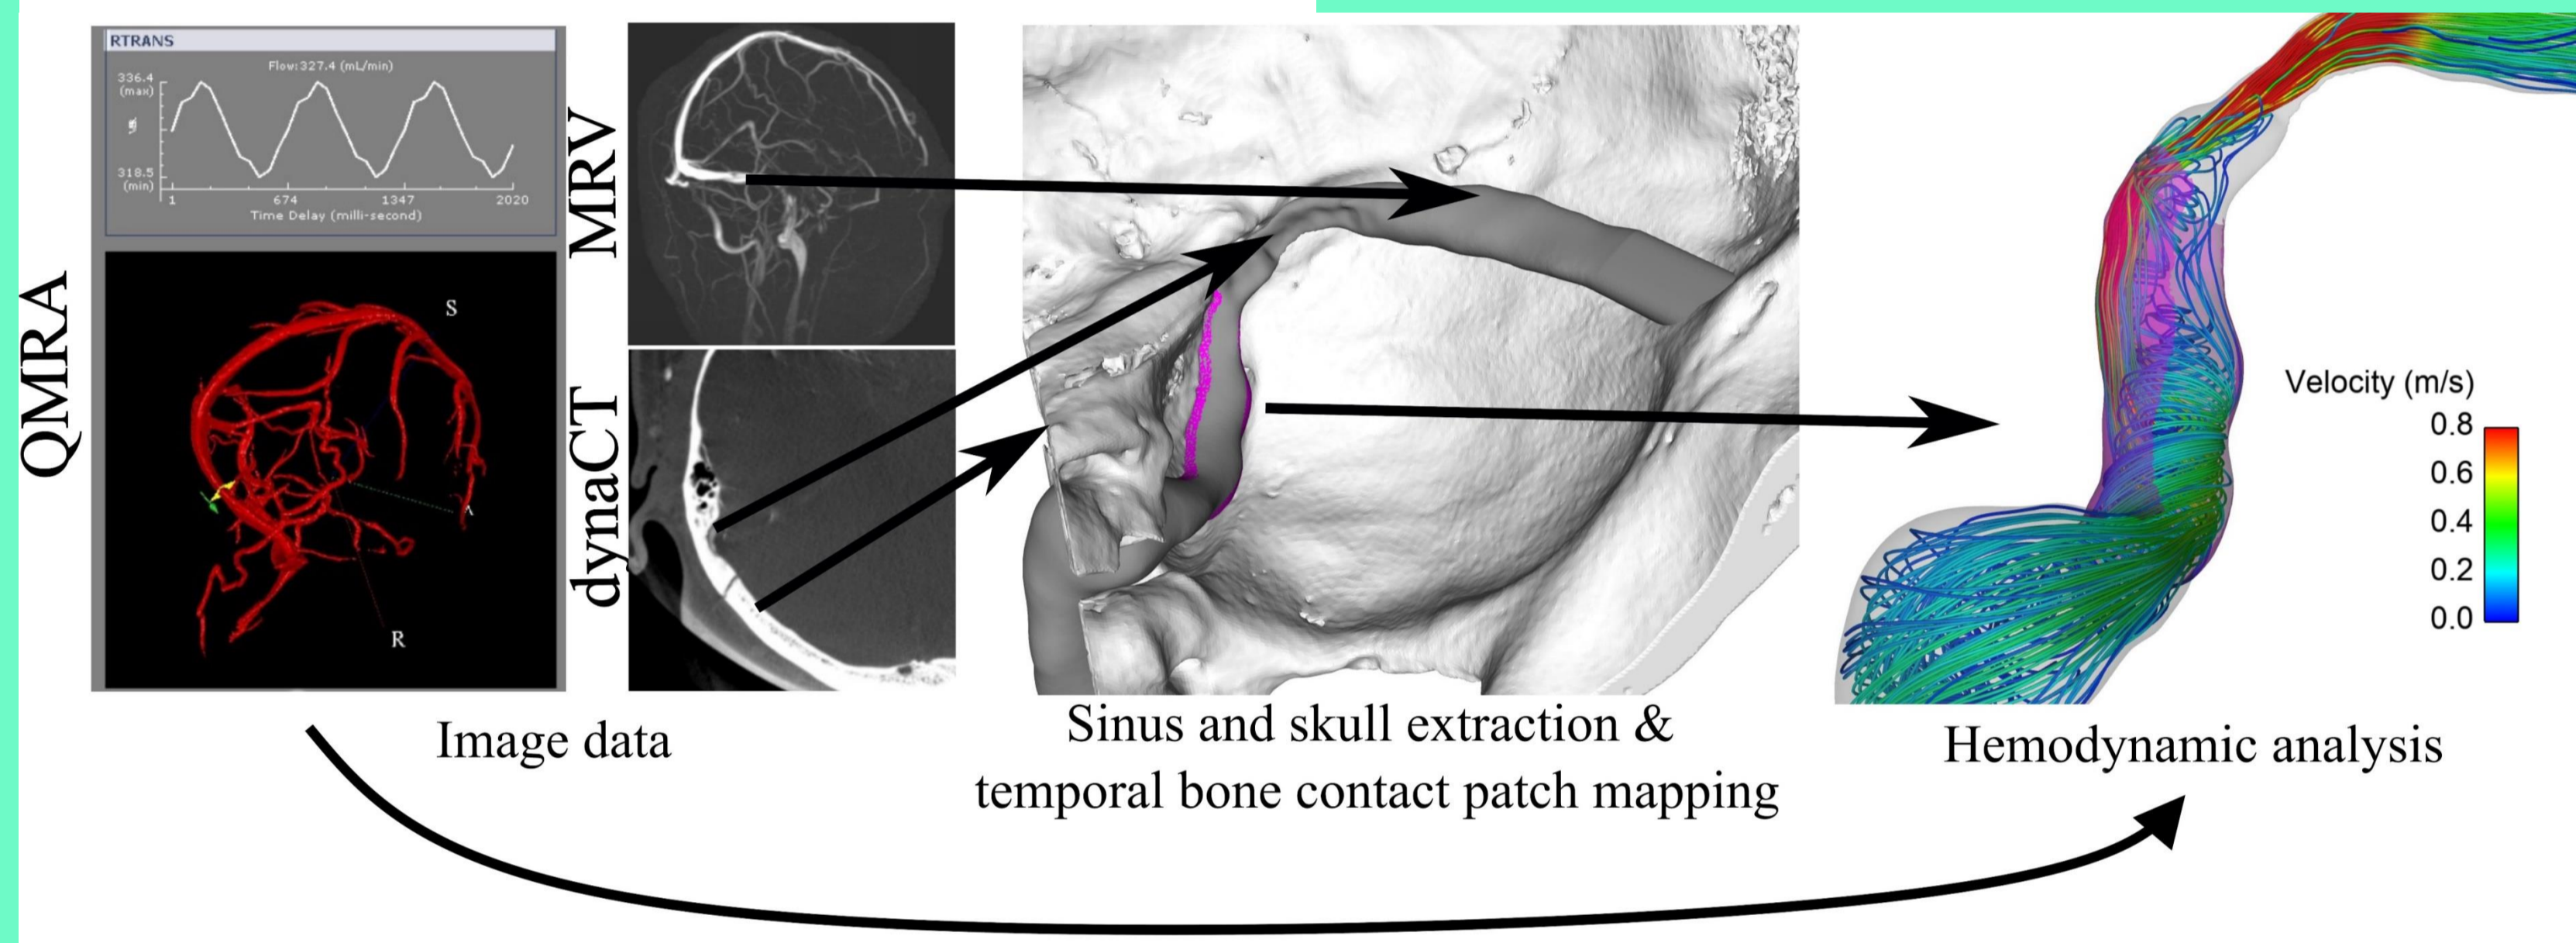 QMRA
RTRANS
Flow:327.4 (mL/min)
336.4
(max)
318.5
(min)
1 674 1347 2020
Time Delay (milli-second)
S
A
R
MRV
dynaCT
Image data
Sinus and skull extraction &
temporal bone contact patch mapping
Velocity (m/s)
0.8
0.6
0.4
0.2
0.0
Hemodynamic analysis